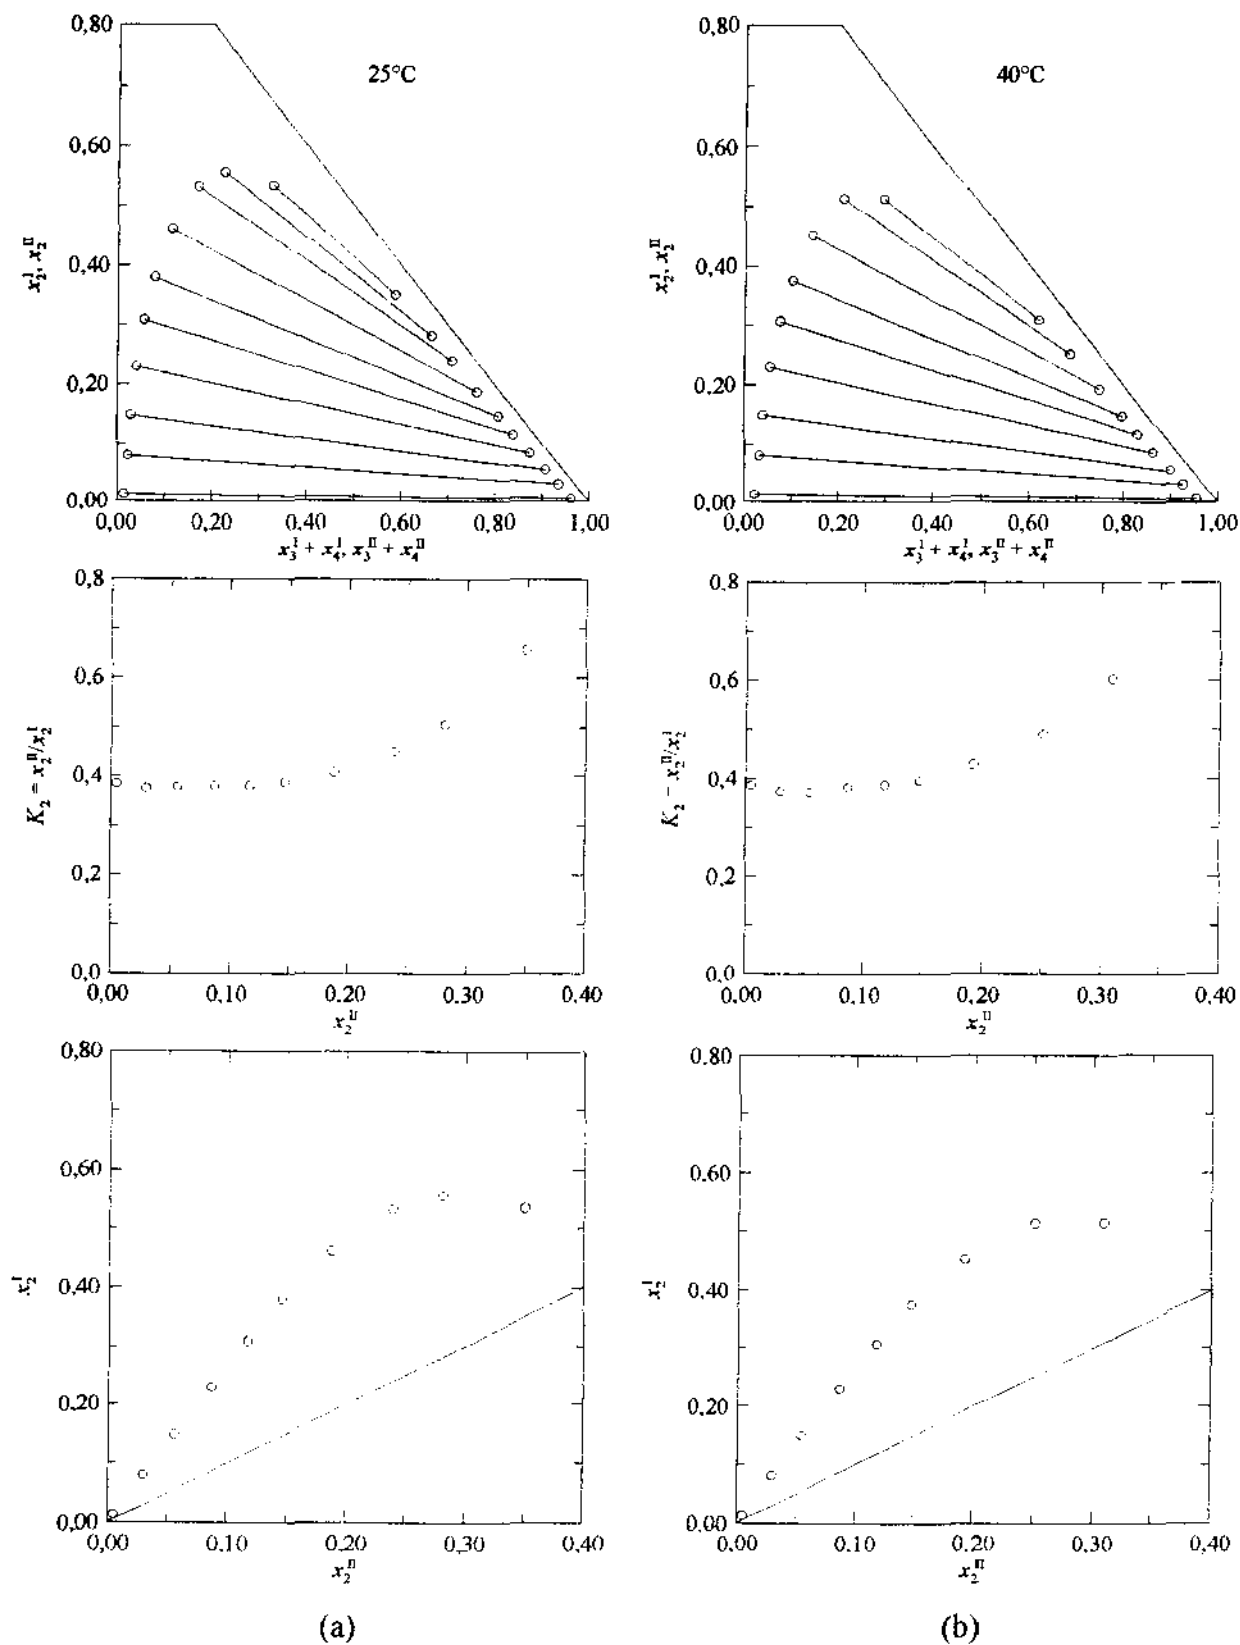 0,80
25°C
0,60
x₂ᴵ, x₂ᴵᴵ
0,40
0,20
0,00
0,00 0,20 0,40 0,60 0,80 1,00
x₃ᴵ + x₄ᴵ, x₃ᴵᴵ + x₄ᴵᴵ
0,80
40°C
0,60
x₂ᴵ, x₂ᴵᴵ
0,40
0,20
0,00
0,00 0,20 0,40 0,60 0,80 1,00
x₃ᴵ + x₄ᴵ, x₃ᴵᴵ + x₄ᴵᴵ
0,8
0,6
K₂ = x₂ᴵᴵ/x₂ᴵ
0,4
0,2
0,0
0,00 0,10 0,20 0,30 0,40
x₂ᴵᴵ
0,8
0,6
K₂ = x₂ᴵᴵ/x₂ᴵ
0,4
0,2
0,0
0,00 0,10 0,20 0,30 0,40
x₂ᴵᴵ
0,80
0,60
x₂ᴵ
0,40
0,20
0,00
0,00 0,10 0,20 0,30 0,40
x₂ᴵᴵ
(a)
0,80
0,60
x₂ᴵ
0,40
0,20
0,00
0,00 0,10 0,20 0,30 0,40
x₂ᴵᴵ
(b)